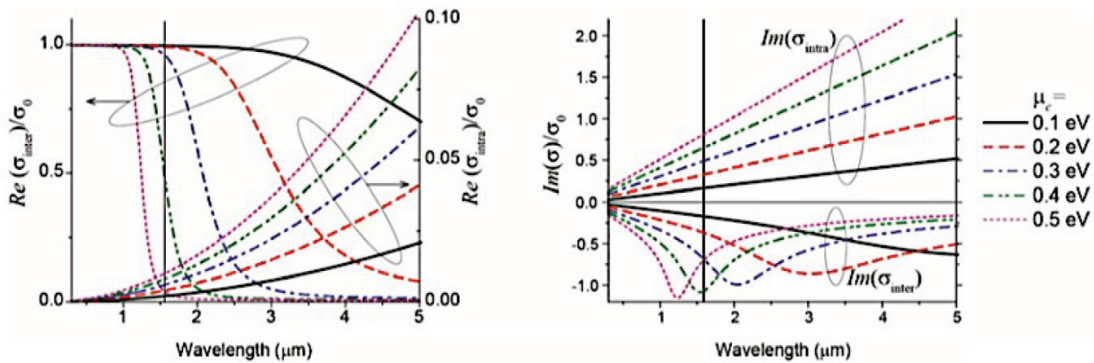 Re (σinter)/σ0
1.0
0.5
0.0
1 2 3 4 5
Wavelength (μm)
0.10
0.05
0.00
Re(σintra)/σ0
Im(σ)/σ0
2.0
1.5
1.0
0.5
0.0
-0.5
-1.0
Im(σintra)
Im(σinter)
1 2 3 4 5
Wavelength (μm)
μc=
0.1 eV
0.2 eV
0.3 eV
0.4 eV
0.5 eV